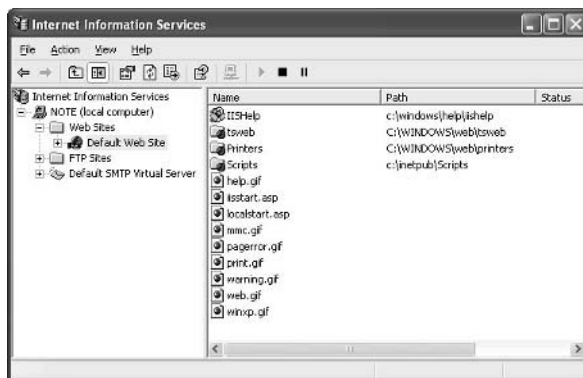 Internet Information Services
File Action View Help
Internet Information Services
NOTE (local computer)
Web Sites
Default Web Site
FTP Sites
Default SMTP Virtual Server
Name Path Status
IISHelp c:\windows\help\iishelp
tsweb C:\WINDOWS\web\tsweb
Printers C:\WINDOWS\web\printers
Scripts c:\inetpub\Scripts
help.gif
iisstart.asp
localstart.asp
mmc.gif
pagerror.gif
print.gif
warning.gif
web.gif
winxp.gif